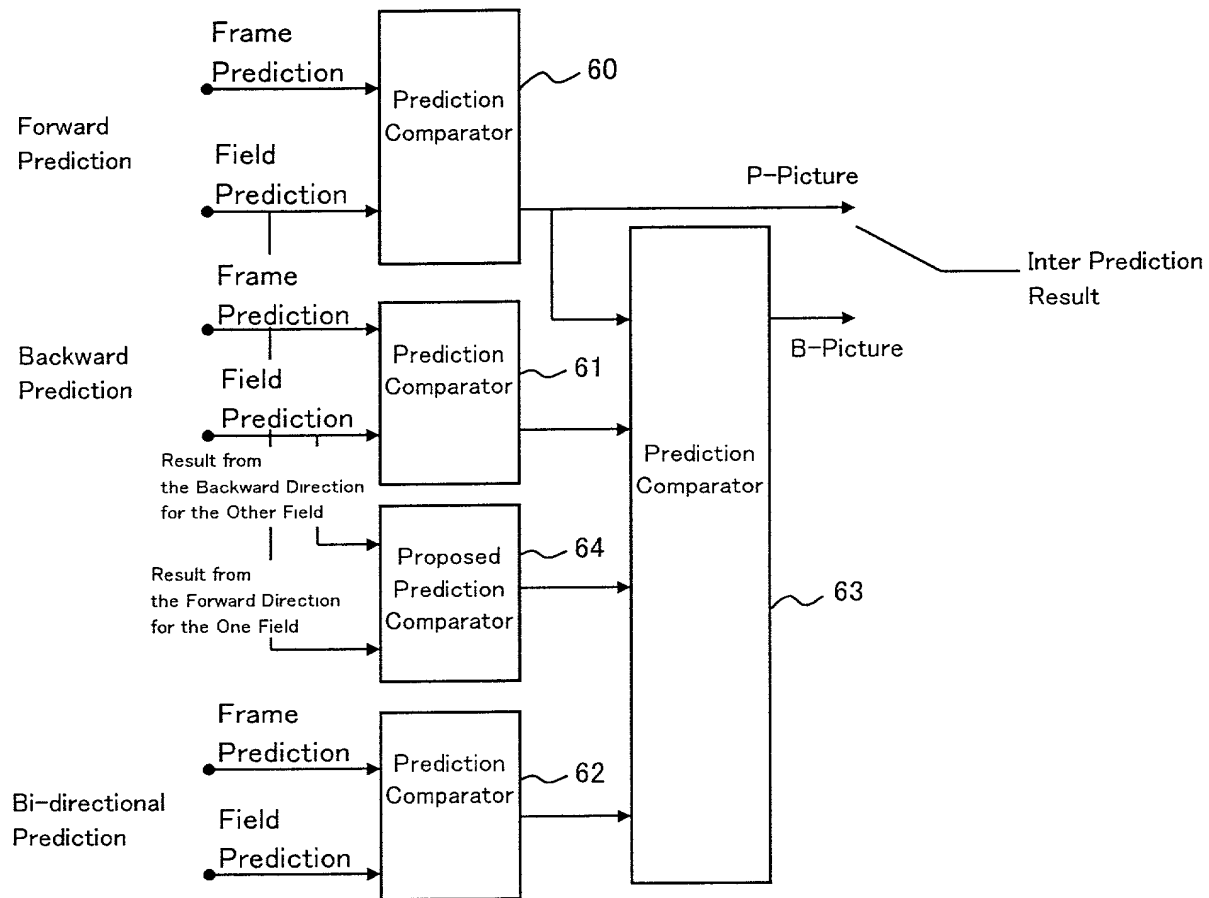 Forward
Prediction
Frame
Prediction
Field
Prediction
Prediction
Comparator
60
P-Picture
Inter Prediction
Result
B-Picture
Backward
Prediction
Frame
Prediction
Field
Prediction
Prediction
Comparator
61
Result from
the Backward Direction
for the Other Field
Result from
the Forward Direction
for the One Field
Proposed
Prediction
Comparator
64
Prediction
Comparator
63
Bi-directional
Prediction
Frame
Prediction
Field
Prediction
Prediction
Comparator
62